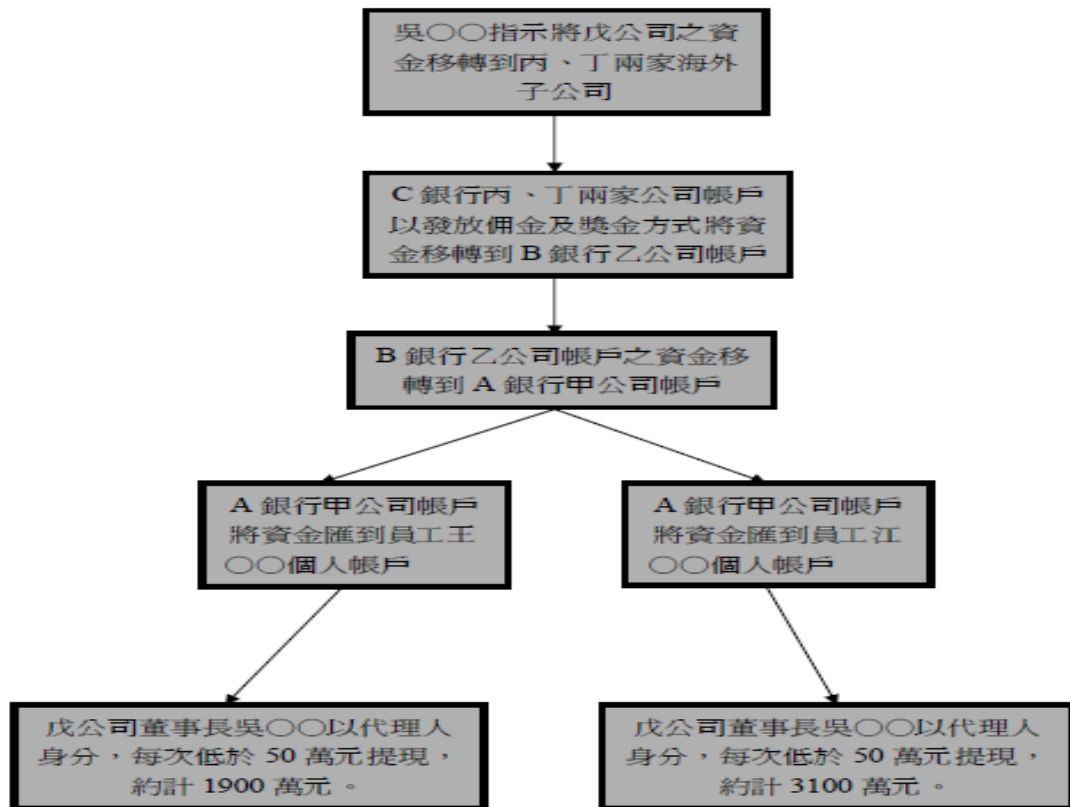 吳○○指示將戊公司之資
金移轉到丙、丁兩家海外
子公司
C 銀行丙、丁兩家公司帳戶
以發放佣金及獎金方式將資
金移轉到 B 銀行乙公司帳戶
B 銀行乙公司帳戶之資金移
轉到 A 銀行甲公司帳戶
A 銀行甲公司帳戶
將資金匯到員工王
○○個人帳戶
A 銀行甲公司帳戶
將資金匯到員工江
○○個人帳戶
戊公司董事長吳○○以代理人
身分，每次低於 50 萬元提現，
約計 1900 萬元。
戊公司董事長吳○○以代理人
身分，每次低於 50 萬元提現，
約計 3100 萬元。